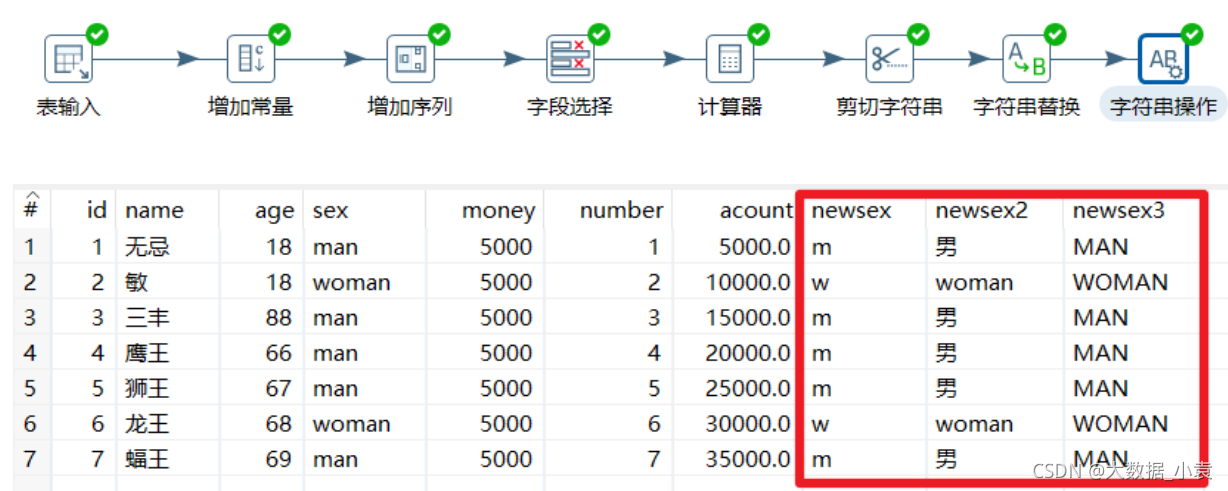 表输入 增加常量 增加序列 字段选择 计算器 剪切字符串 字符串替换 字符串操作
# id name age sex money number acount newsex newsex2 newsex3
1 1 无忌 18 man 5000 1 5000.0 m 男 MAN
2 2 敏 18 woman 5000 2 10000.0 w woman WOMAN
3 3 三丰 88 man 5000 3 15000.0 m 男 MAN
4 4 鹰王 66 man 5000 4 20000.0 m 男 MAN
5 5 狮王 67 man 5000 5 25000.0 m 男 MAN
6 6 龙王 68 woman 5000 6 30000.0 w woman WOMAN
7 7 蝠王 69 man 5000 7 35000.0 m 男 MAN
CSDN @大数据_小袁